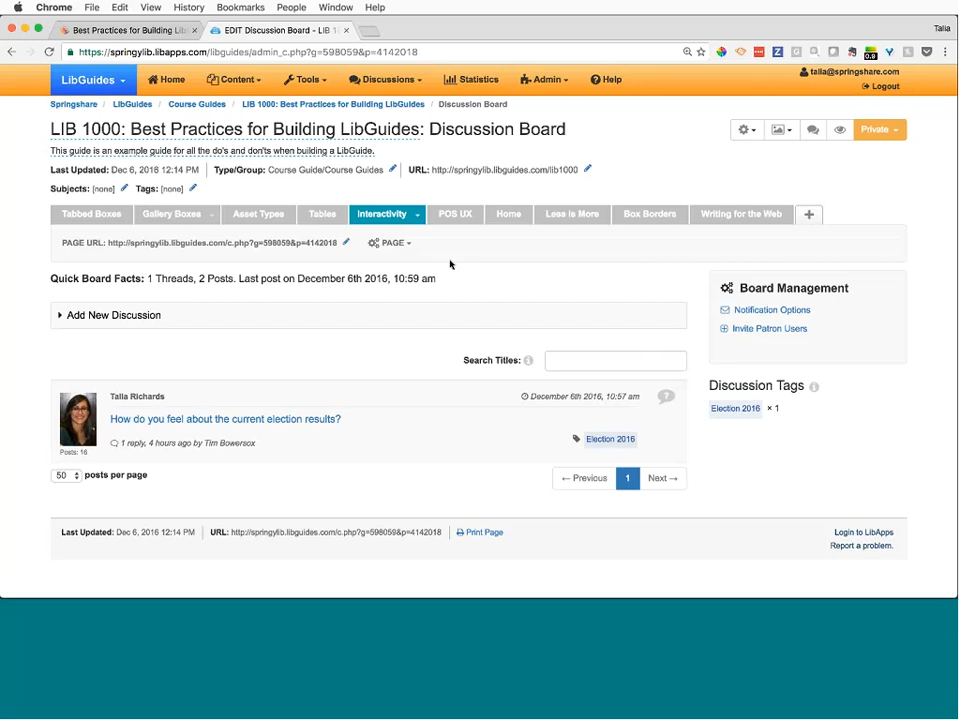 Chrome File Edit View History Bookmarks People Window Help
Best Practices for Building Lib × EDIT Discussion Board - LIB 1 × Talia
https://springylib.libapps.com/libguides/admin_c.php?g=598059&p=4142018
LibGuides Home Content Tools Discussions Statistics Admin Help talia@springshare.com
Logout
Springshare LibGuides Course Guides LIB 1000: Best Practices for Building LibGuides Discussion Board
LIB 1000: Best Practices for Building LibGuides: Discussion Board Private
This guide is an example guide for all the do's and don'ts when building a LibGuide.
Last Updated: Dec 6, 2016 12:14 PM Type/Group: Course Guide/Course Guides URL: http://springylib.libguides.com/lib1000
Subjects: [none] Tags: [none]
Tabbed Boxes Gallery Boxes Asset Types Tables Interactivity POS UX Home Less is More Box Borders Writing for the Web +
PAGE URL: http://springylib.libguides.com/c.php?g=598059&p=4142018 PAGE
Quick Board Facts: 1 Threads, 2 Posts. Last post on December 6th 2016, 10:59 am
Board Management
Notification Options
Invite Patron Users
Add New Discussion
Search Titles:
Discussion Tags
Election 2016 × 1
Talia Richards December 6th 2016, 10:57 am
How do you feel about the current election results?
1 reply, 4 hours ago by Tim Bowersox Election 2016
Posts: 16
50 posts per page ← Previous 1 Next →
Last Updated: Dec 6, 2016 12:14 PM URL: http://springylib.libguides.com/c.php?g=598059&p=4142018 Print Page Login to LibApps
Report a problem.